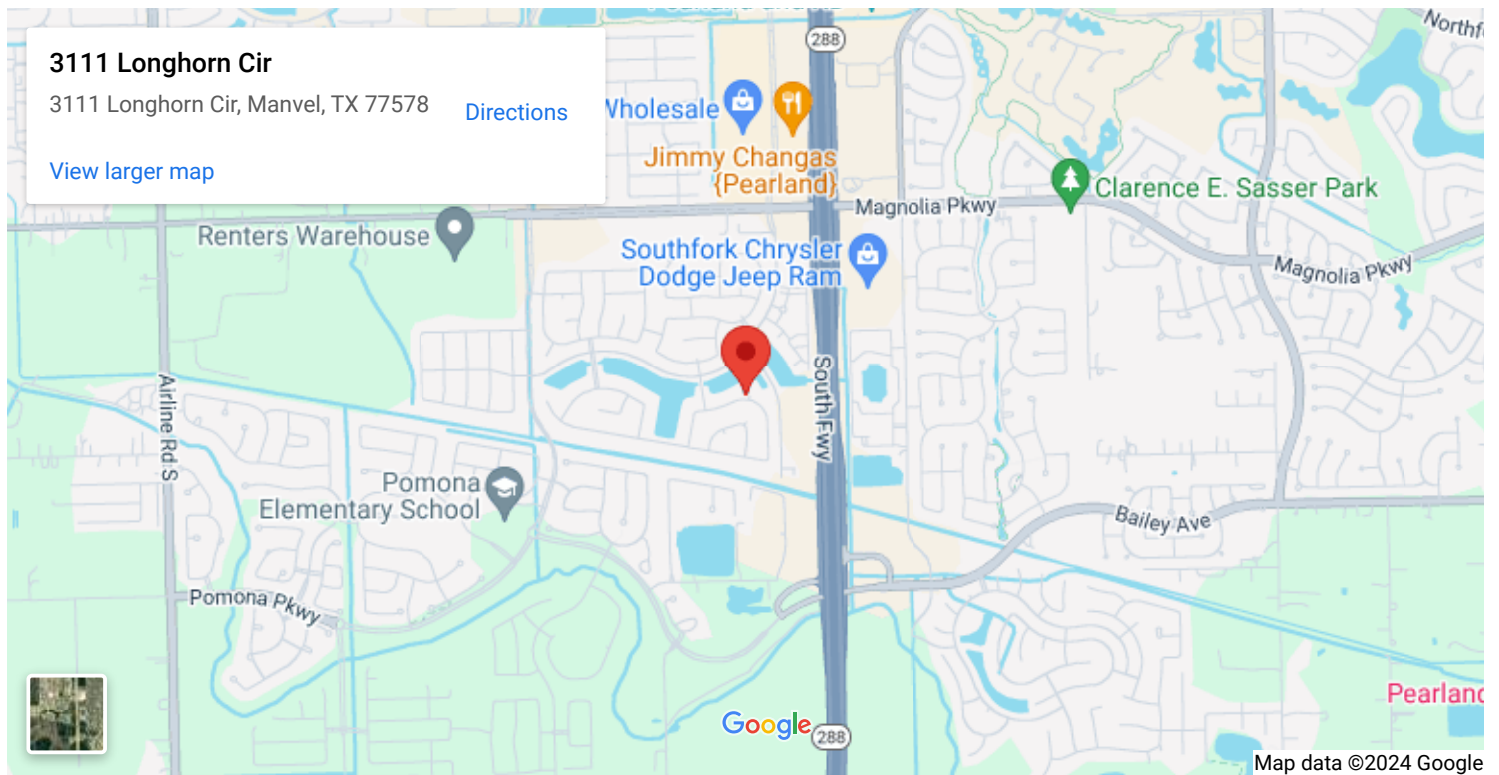 288
Northf
3111 Longhorn Cir
3111 Longhorn Cir, Manvel, TX 77578
Directions
View larger map
Wholesale
Jimmy Changas
{Pearland}
Clarence E. Sasser Park
Magnolia Pkwy
Renters Warehouse
Southfork Chrysler
Dodge Jeep Ram
Magnolia Pkwy
South Fwy
Airline Rd S
Pomona
Elementary School
Bailey Ave
Pomona Pkwy
Pearland
Google
288
Map data ©2024 Google